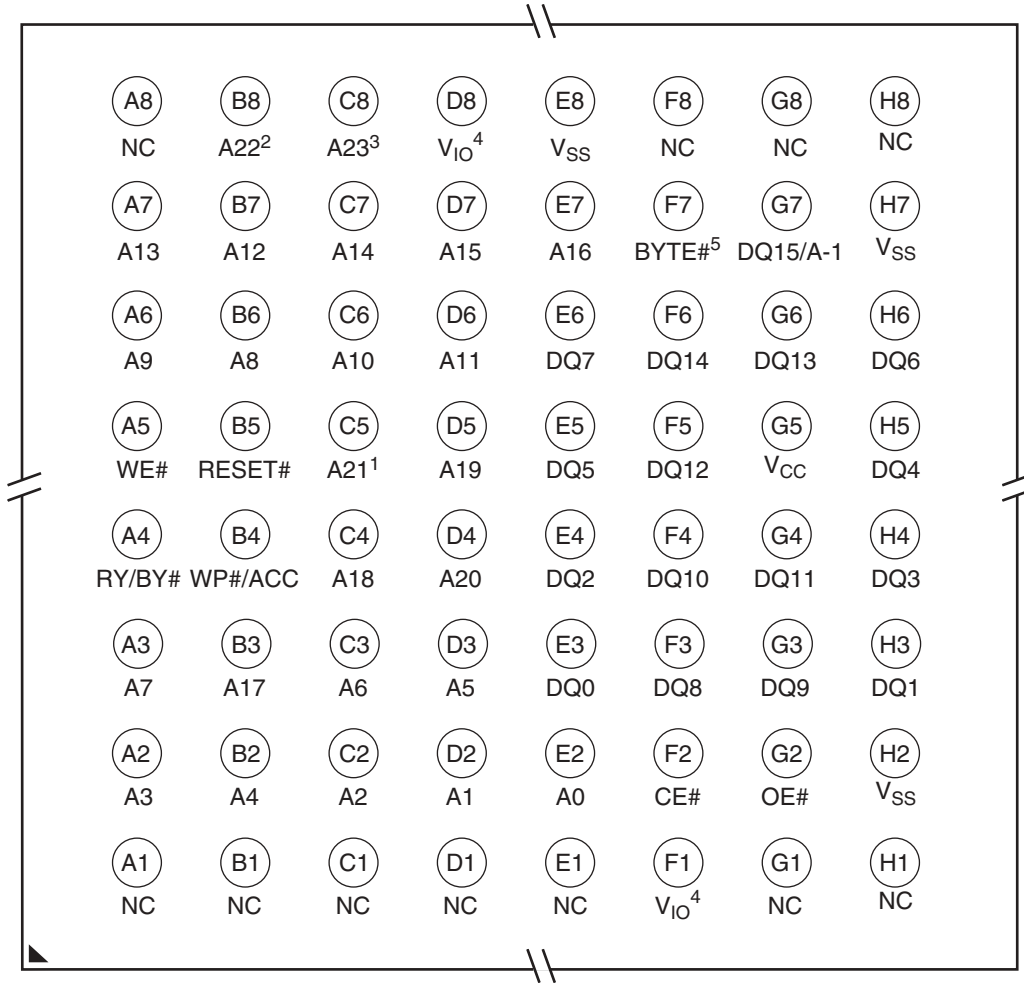 A8 B8 C8 D8 E8 F8 G8 H8
NC A22² A23³ V_IO⁴ V_SS NC NC NC
A7 B7 C7 D7 E7 F7 G7 H7
A13 A12 A14 A15 A16 BYTE#⁵ DQ15/A-1 V_SS
A6 B6 C6 D6 E6 F6 G6 H6
A9 A8 A10 A11 DQ7 DQ14 DQ13 DQ6
A5 B5 C5 D5 E5 F5 G5 H5
WE# RESET# A21¹ A19 DQ5 DQ12 V_CC DQ4
A4 B4 C4 D4 E4 F4 G4 H4
RY/BY# WP#/ACC A18 A20 DQ2 DQ10 DQ11 DQ3
A3 B3 C3 D3 E3 F3 G3 H3
A7 A17 A6 A5 DQ0 DQ8 DQ9 DQ1
A2 B2 C2 D2 E2 F2 G2 H2
A3 A4 A2 A1 A0 CE# OE# V_SS
A1 B1 C1 D1 E1 F1 G1 H1
NC NC NC NC NC V_IO⁴ NC NC